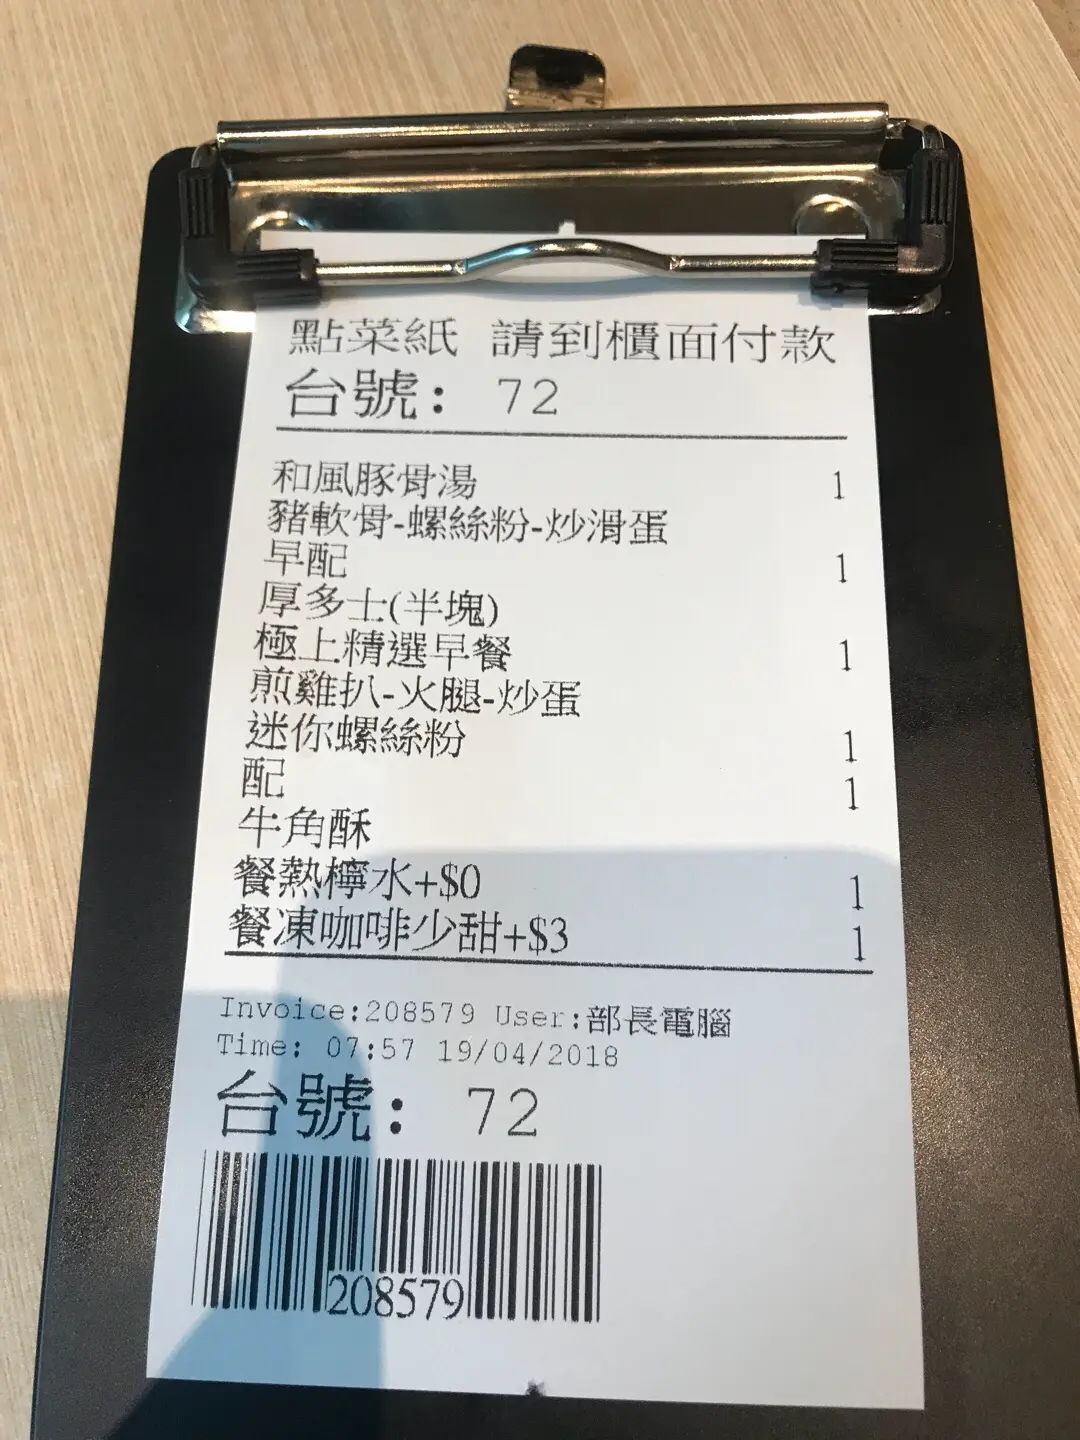 點菜紙 請到櫃面付款
台號: 72
和風豚骨湯 1
豬軟骨-螺絲粉-炒滑蛋
早配 1
厚多士(半塊)
極上精選早餐 1
煎雞扒-火腿-炒蛋
迷你螺絲粉 1
配 1
牛角酥
餐熱檸水+$0 1
餐凍咖啡少甜+$3 1
Invoice:208579 User:部長電腦
Time: 07:57 19/04/2018
台號: 72
208579